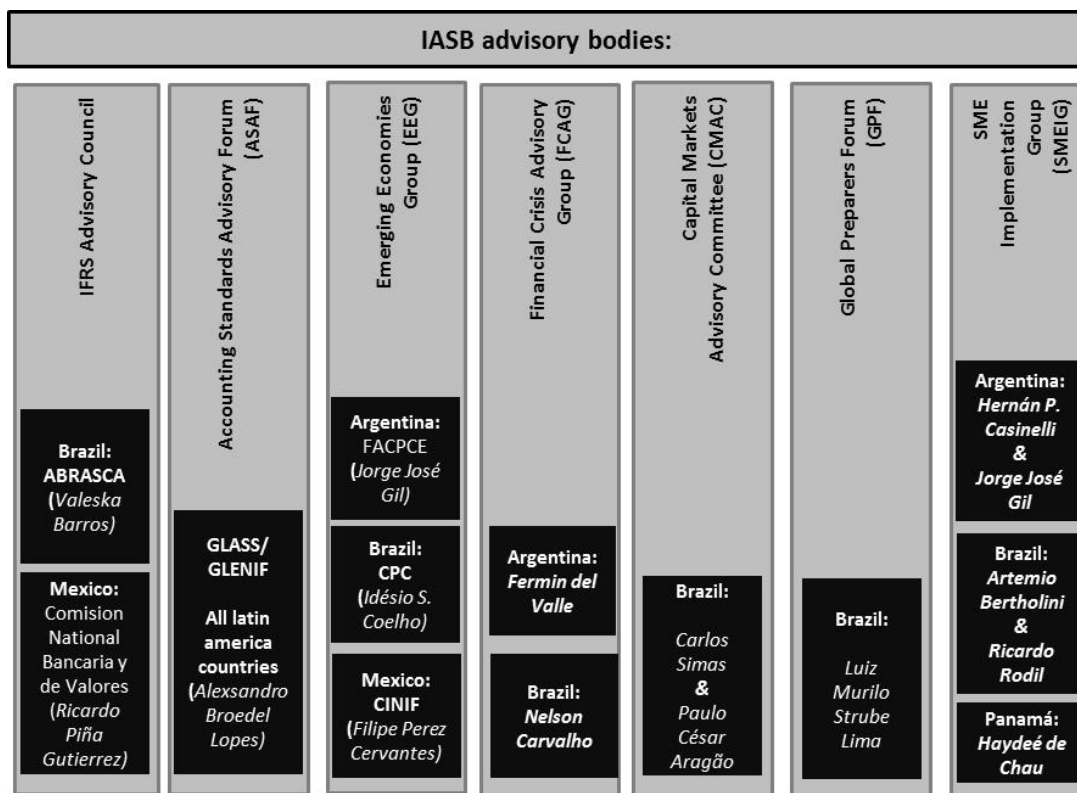 IASB advisory bodies:
IFRS Advisory Council
Brazil:
ABRASCA
(Valeska
Barros)
Mexico:
Comision
National
Bancaria y
de Valores
(Ricardo
Piña
Gutierrez)
Accounting Standards Advisory Forum
(ASAF)
GLASS/
GLENIF
All latin
america
countries
(Alexsandro
Broedel
Lopes)
Emerging Economies
Group (EEG)
Argentina:
FACPCE
(Jorge José
Gil)
Brazil:
CPC
(Idésio S.
Coelho)
Mexico:
CINIF
(Filipe Perez
Cervantes)
Financial Crisis Advisory
Group (FCAG)
Argentina:
Fermin del
Valle
Brazil:
Nelson
Carvalho
Capital Markets
Advisory Committee (CMAC)
Brazil:
Carlos
Simas
&
Paulo
César
Aragão
Global Preparers Forum
(GPF)
Brazil:
Luiz
Murilo
Strube
Lima
SME
Implementation
Group
(SMEIG)
Argentina:
Hernán P.
Casinelli
&
Jorge José
Gil
Brazil:
Artemio
Bertholini
&
Ricardo
Rodil
Panamá:
Haydeé de
Chau